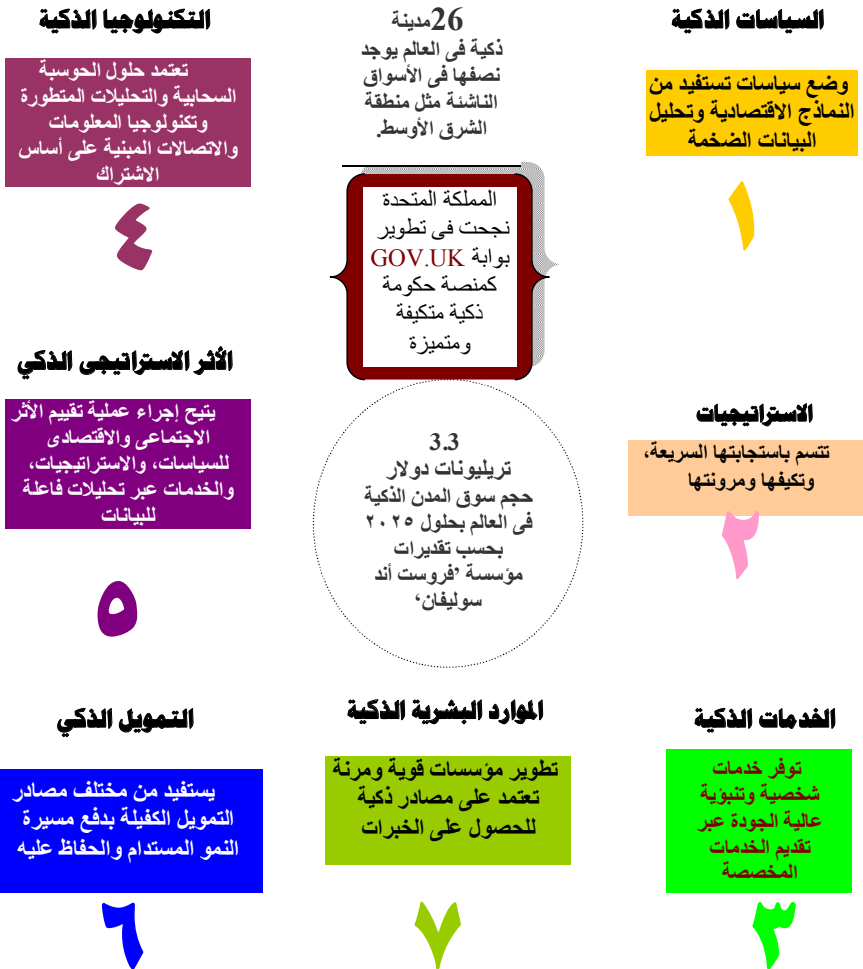 السياسات الذكية
وضع سياسات تستفيد من
النماذج الاقتصادية وتحليل
البيانات الضخمة
١
الاستراتيجيات
تتسم باستجابتها السريعة،
وتكيفها ومرونتها
٢
الخدمات الذكية
توفر خدمات
شخصية وتنبؤية
عالية الجودة عبر
تقديم الخدمات
المخصصة
٣
26مدينة
ذكية فى العالم يوجد
نصفها فى الأسواق
الناشئة مثل منطقة
الشرق الأوسط.
المملكة المتحدة
نجحت فى تطوير
بوابة GOV.UK
كمنصة حكومة
ذكية متكيفة
ومتميزة
3.3
تريليونات دولار
حجم سوق المدن الذكية
فى العالم بحلول ٢٠٢٥
بحسب تقديرات
مؤسسة ’فروست أند
سوليفان‘
الموارد البشرية الذكية
تطوير مؤسسات قوية ومرنة
تعتمد على مصادر ذكية
للحصول على الخبرات
٧
التكنولوجيا الذكية
تعتمد حلول الحوسبة
السحابية والتحليلات المتطورة
وتكنولوجيا المعلومات
والاتصالات المبنية على أساس
الاشتراك
٤
الأثر الاستراتيجى الذكي
يتيح إجراء عملية تقييم الأثر
الاجتماعى والاقتصادى
للسياسات، والاستراتيجيات،
والخدمات عبر تحليلات فاعلة
للبيانات
٥
التمويل الذكي
يستفيد من مختلف مصادر
التمويل الكفيلة بدفع مسيرة
النمو المستدام والحفاظ عليه
٦